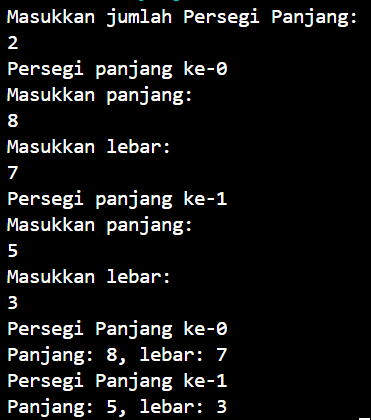 Masukkan jumlah Persegi Panjang:
2
Persegi panjang ke-0
Masukkan panjang:
8
Masukkan lebar:
7
Persegi panjang ke-1
Masukkan panjang:
5
Masukkan lebar:
3
Persegi Panjang ke-0
Panjang: 8, lebar: 7
Persegi Panjang ke-1
Panjang: 5, lebar: 3